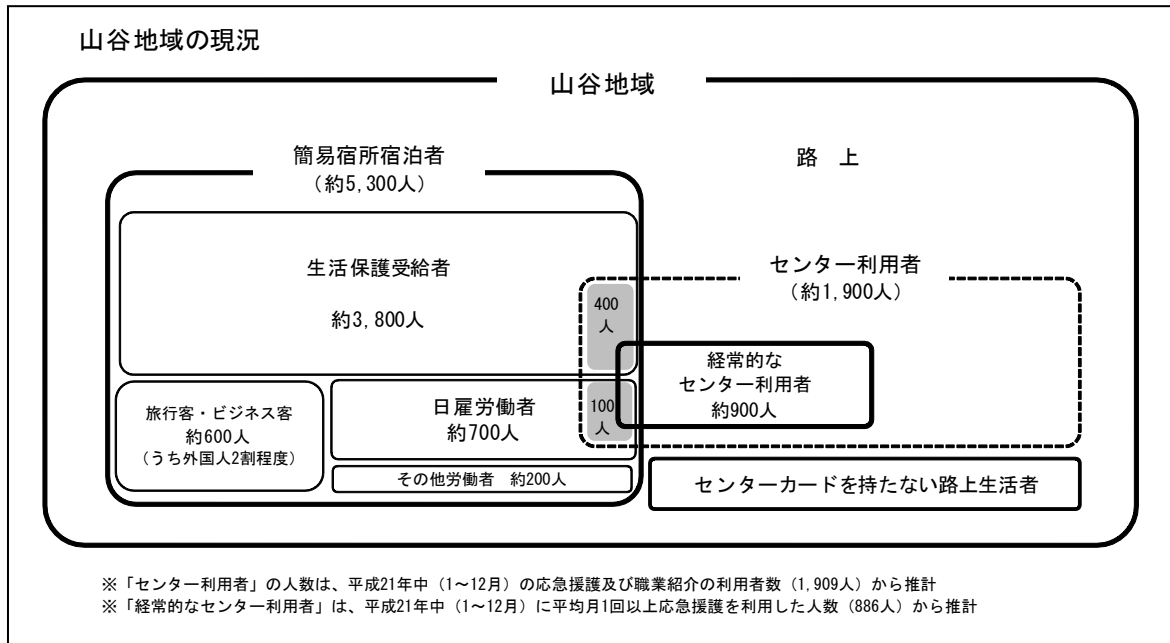 山谷地域の現況
山谷地域
簡易宿所宿泊者
（約5,300人）
路　上
生活保護受給者
約3,800人
センター利用者
（約1,900人）
400
人
経常的な
センター利用者
約900人
旅行客・ビジネス客
約600人
（うち外国人2割程度）
日雇労働者
約700人
100
人
その他労働者　約200人
センターカードを持たない路上生活者
※「センター利用者」の人数は、平成21年中（1～12月）の応急援護及び職業紹介の利用者数（1,909人）から推計
※「経常的なセンター利用者」は、平成21年中（1～12月）に平均月1回以上応急援護を利用した人数（886人）から推計